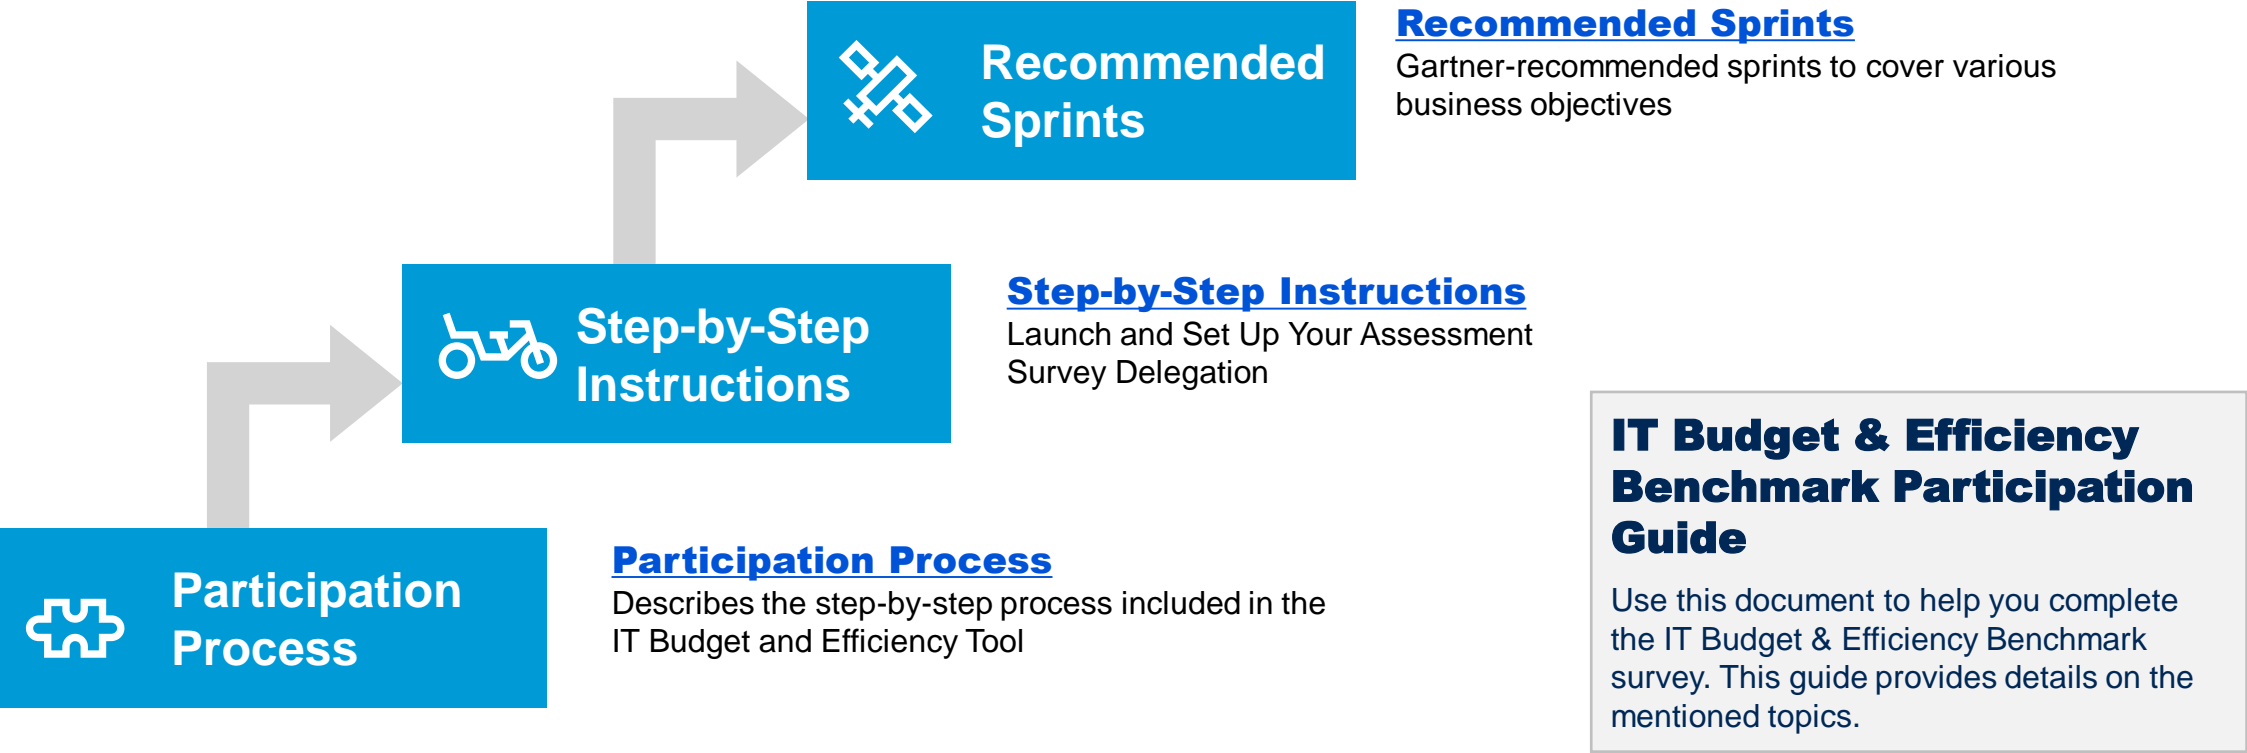 Recommended
Sprints
Recommended Sprints
Gartner-recommended sprints to cover various
business objectives
Step-by-Step
Instructions
Step-by-Step Instructions
Launch and Set Up Your Assessment
Survey Delegation
Participation
Process
Participation Process
Describes the step-by-step process included in the
IT Budget and Efficiency Tool
IT Budget & Efficiency
Benchmark Participation
Guide
Use this document to help you complete
the IT Budget & Efficiency Benchmark
survey. This guide provides details on the
mentioned topics.